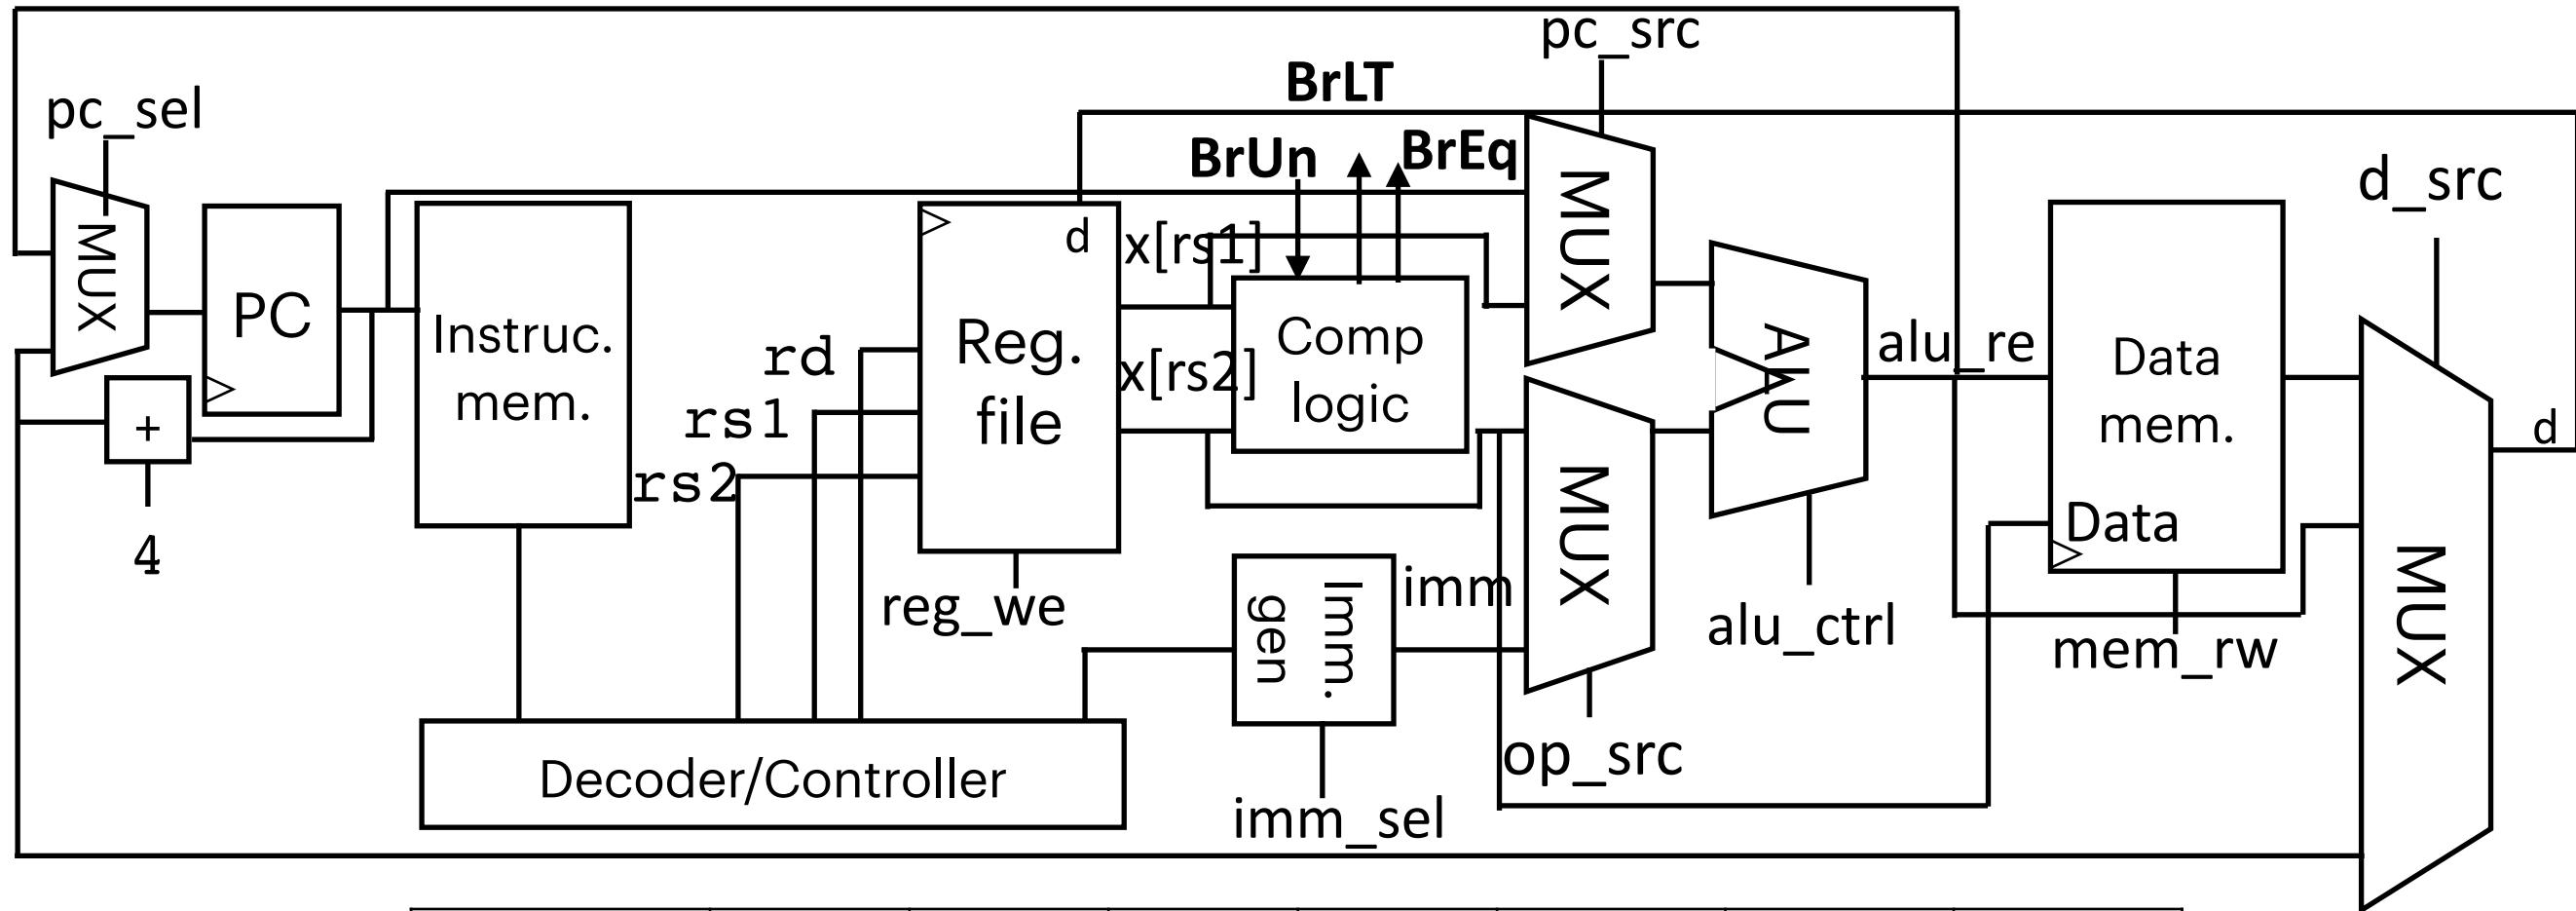 pc_src
BrLT
pc_sel
BrUn
BrEq
d_src
MUX
PC
Instruc.
mem.
+
4
rd
rs1
rs2
d
Reg.
file
reg_we
x[rs1]
x[rs2]
Comp
logic
MUX
MUX
ALU
alu_re
alu_ctrl
Data
mem.
Data
mem_rw
MUX
d
Imm.
gen
imm
imm_sel
op_src
Decoder/Controller